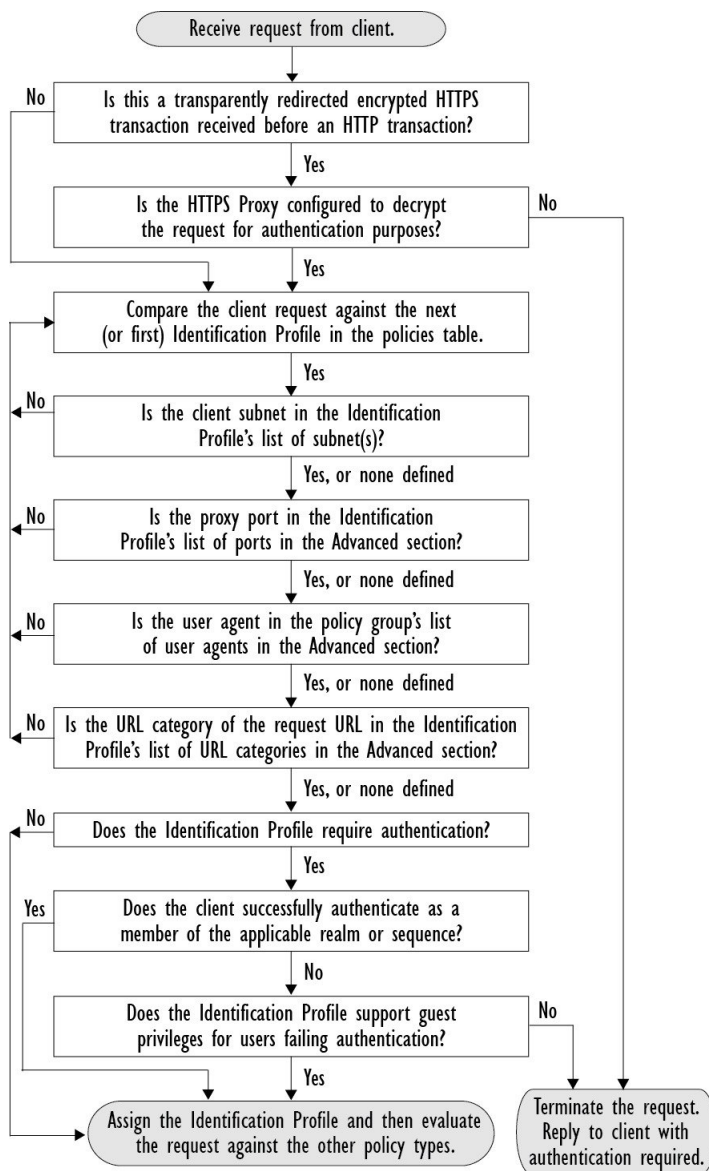 Receive request from client.
No
Is this a transparently redirected encrypted HTTPS
transaction received before an HTTP transaction?
Yes
Is the HTTPS Proxy configured to decrypt
the request for authentication purposes?
No
Yes
Compare the client request against the next
(or first) Identification Profile in the policies table.
Yes
No
Is the client subnet in the Identification
Profile's list of subnet(s)?
Yes, or none defined
No
Is the proxy port in the Identification
Profile's list of ports in the Advanced section?
Yes, or none defined
No
Is the user agent in the policy group's list
of user agents in the Advanced section?
Yes, or none defined
No
Is the URL category of the request URL in the Identification
Profile's list of URL categories in the Advanced section?
Yes, or none defined
No
Does the Identification Profile require authentication?
Yes
Yes
Does the client successfully authenticate as a
member of the applicable realm or sequence?
No
Does the Identification Profile support guest
privileges for users failing authentication?
No
Yes
Assign the Identification Profile and then evaluate
the request against the other policy types.
Terminate the request.
Reply to client with
authentication required.